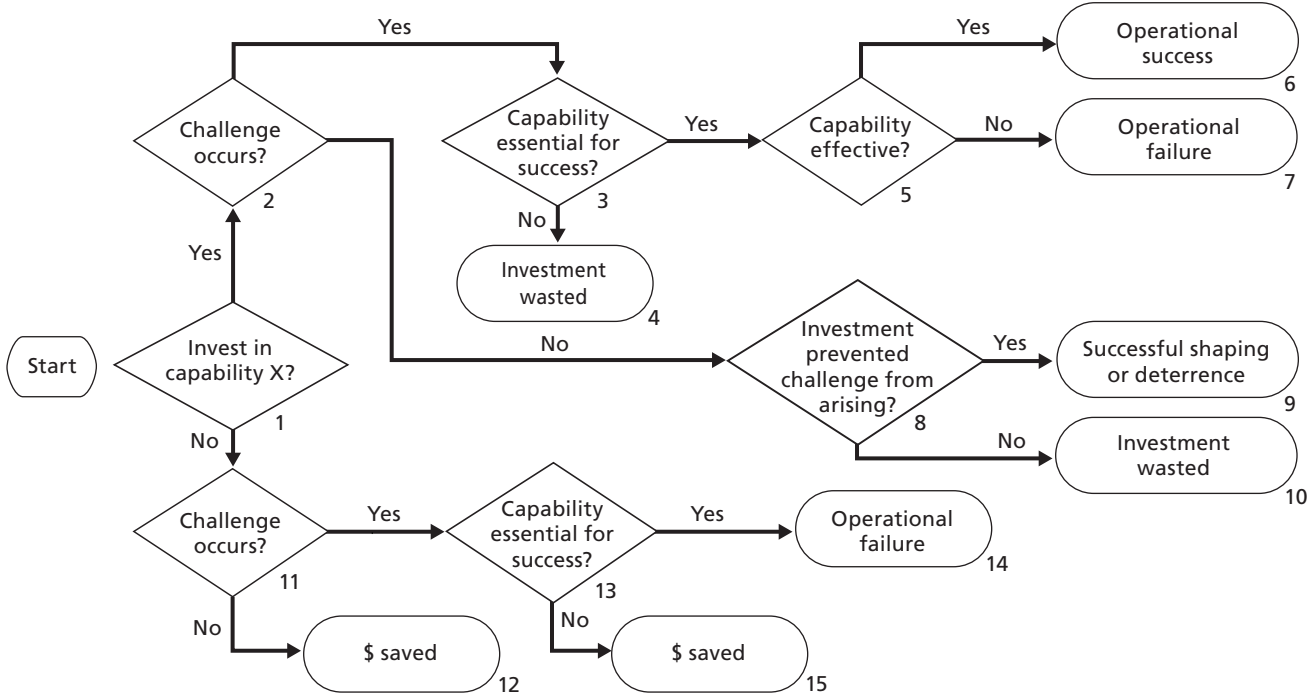 Yes
Yes
Operational
success
6
Challenge
occurs?
2
Capability
essential for
success?
3
Yes
Capability
effective?
5
No
Operational
failure
7
No
Investment
wasted
4
Yes
Start
Invest in
capability X?
1
No
Investment
prevented
challenge from
arising?
8
Yes
Successful shaping
or deterrence
9
No
Investment
wasted
10
No
Challenge
occurs?
11
Yes
Capability
essential for
success?
13
Yes
Operational
failure
14
No
$ saved
12
No
$ saved
15